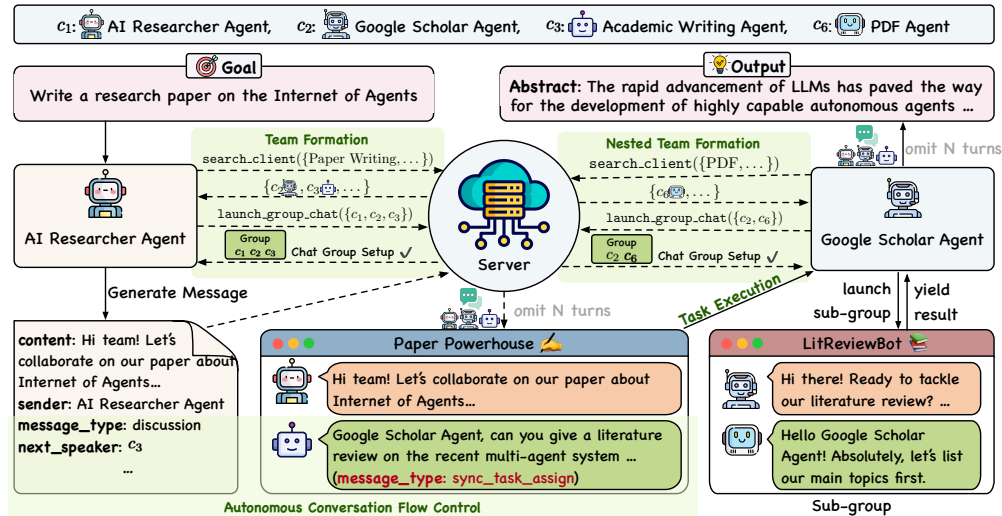 c1: AI Researcher Agent, c2: Google Scholar Agent, c3: Academic Writing Agent, c6: PDF Agent
Goal
Write a research paper on the Internet of Agents
Output
Abstract: The rapid advancement of LLMs has paved the way
for the development of highly capable autonomous agents ...
omit N turns
Team Formation
search_client({Paper Writing, ...})
{c2, c3, ...}
launch_group_chat({c1, c2, c3})
Group
c1 c2 c3
Chat Group Setup ✓
AI Researcher Agent
Server
Nested Team Formation
search_client({PDF, ...})
{c6, ...}
launch_group_chat({c2, c6})
Group
c2 c6
Chat Group Setup ✓
Google Scholar Agent
Generate Message
omit N turns
Task Execution
launch
sub-group
yield
result
content: Hi team! Let's
collaborate on our paper about
Internet of Agents...
sender: AI Researcher Agent
message_type: discussion
next_speaker: c3
...
Paper Powerhouse
Hi team! Let's collaborate on our paper about
Internet of Agents...
Google Scholar Agent, can you give a literature
review on the recent multi-agent system ...
(message_type: sync_task_assign)
LitReviewBot
Hi there! Ready to tackle
our literature review? ...
Hello Google Scholar
Agent! Absolutely, let's list
our main topics first.
Autonomous Conversation Flow Control
Sub-group